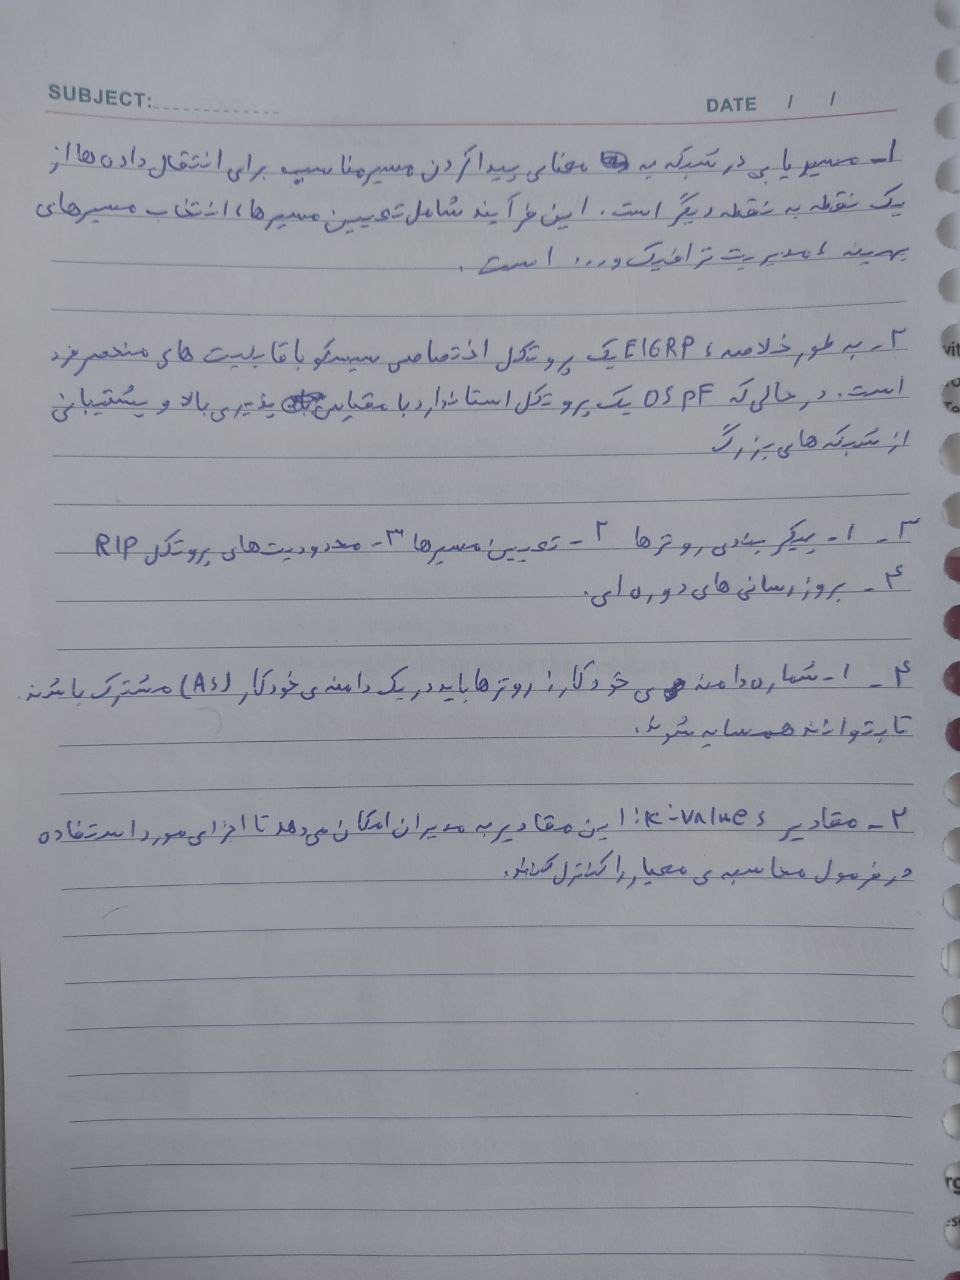 SUBJECT:
DATE / /
۱- مسیریابی در شبکه به معنای پیدا کردن مسیر مناسب برای انتقال داده ها از
یک نقطه به نقطه دیگر است. این فرآیند شامل تعیین مسیرها، انتخاب مسیرهای
بهینه، مدیریت ترافیک و... است.
۲- به طور خلاصه، EIGRP یک پروتکل اختصاصی سیسکو با قابلیت های منحصر فرد
است. در حالی که OSPF یک پروتکل استاندارد با مقیاس پذیری بالا و پشتیبانی
از شبکه های بزرگ
۳- ۱- پیکربندی روترها ۲- تعیین مسیرها ۳- محدودیت های پروتکل RIP
۴- بروزرسانی های دوره ای.
۴- ۱- شماره دامنه ی خودکار: روترها باید در یک دامنه ی خودکار (AS) مشترک باشند.
تا بتوانند همسایه شوند.
۲- مقادیر k-values: این مقادیر به مدیران امکان می دهد تا اجزای مورد استفاده
در فرمول محاسبه ی معیار را کنترل کنند.
vit
rg